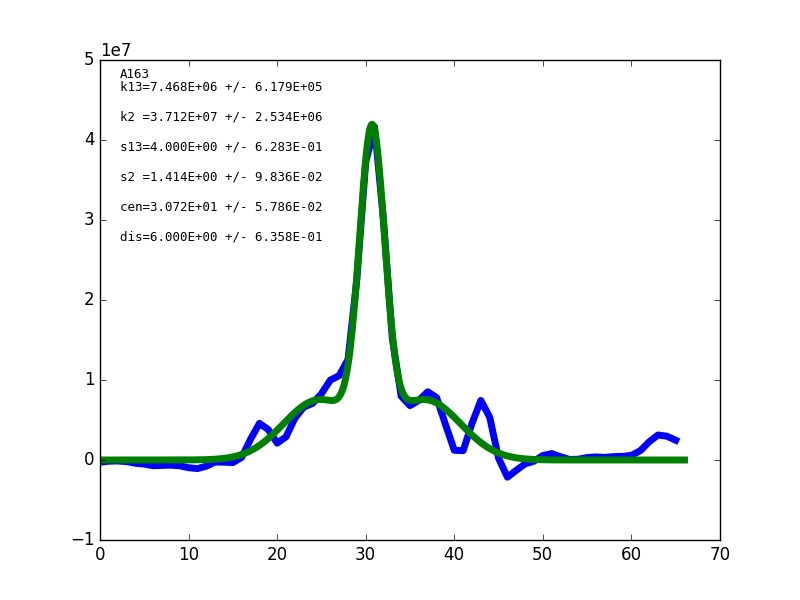 1e7
A163
k13=7.468E+06 +/- 6.179E+05
k2 =3.712E+07 +/- 2.534E+06
s13=4.000E+00 +/- 6.283E-01
s2 =1.414E+00 +/- 9.836E-02
cen=3.072E+01 +/- 5.786E-02
dis=6.000E+00 +/- 6.358E-01
5
4
3
2
1
0
−1
0 10 20 30 40 50 60 70